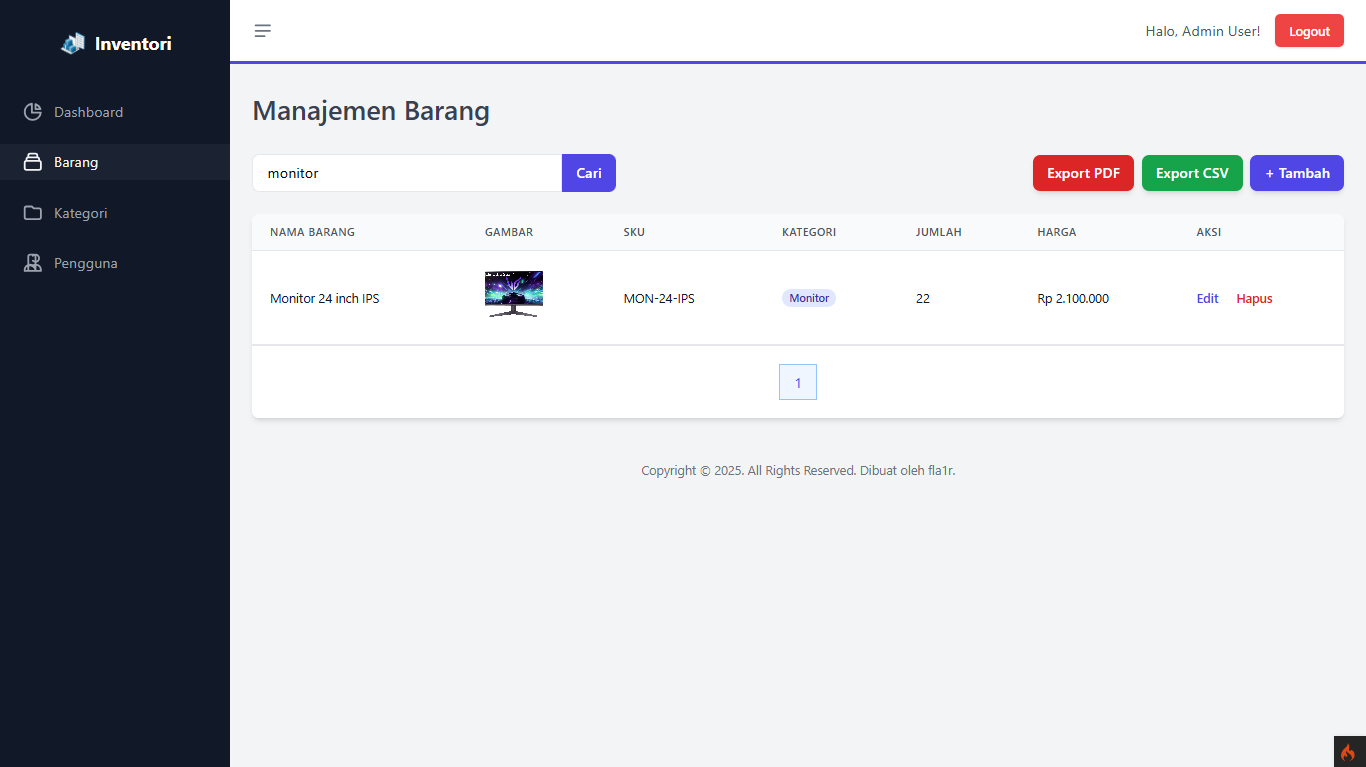 Inventori
Halo, Admin User!
Logout
Dashboard
Barang
Kategori
Pengguna
Manajemen Barang
monitor
Cari
Export PDF
Export CSV
+ Tambah
NAMA BARANG GAMBAR SKU KATEGORI JUMLAH HARGA AKSI
Monitor 24 inch IPS MON-24-IPS Monitor 22 Rp 2.100.000 Edit Hapus
1
Copyright © 2025. All Rights Reserved. Dibuat oleh fla1r.